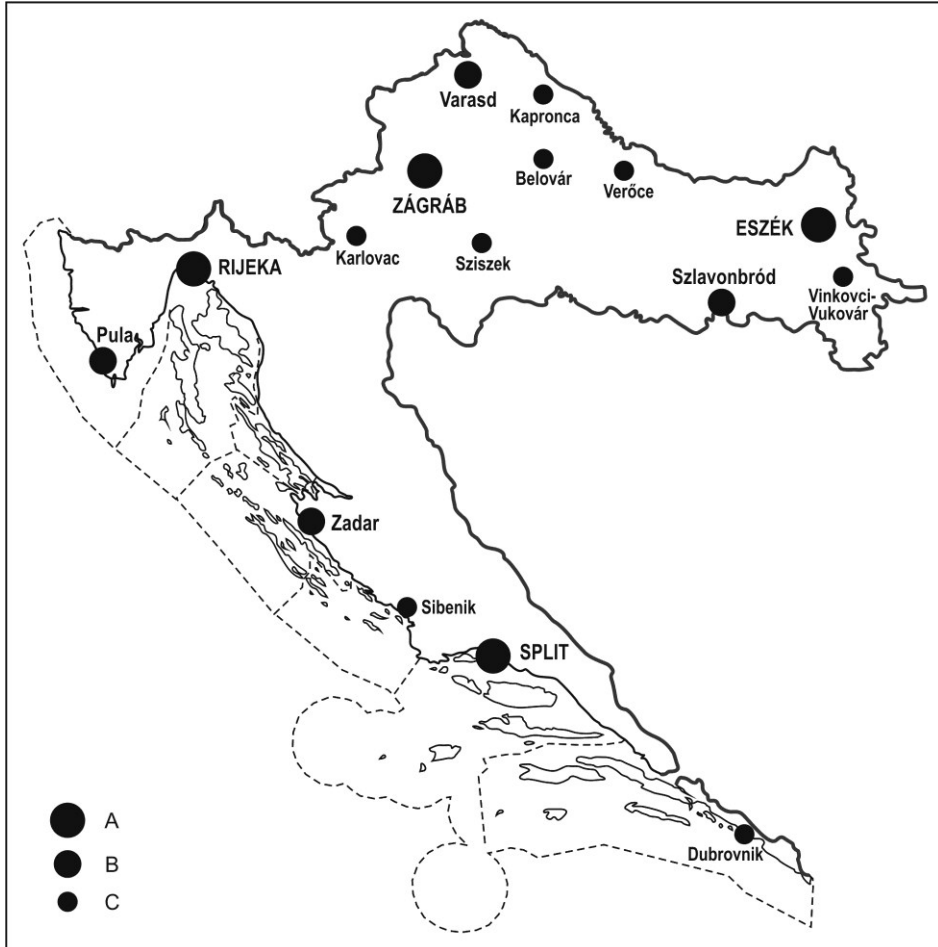 Varasd
Kapronca
ZÁGRÁB
Belovár
Verőce
ESZÉK
Karlovac
Sziszek
RIJEKA
Szlavonbród
Vinkovci-
Vukovár
Pula
Zadar
Sibenik
SPLIT
Dubrovnik
A
B
C